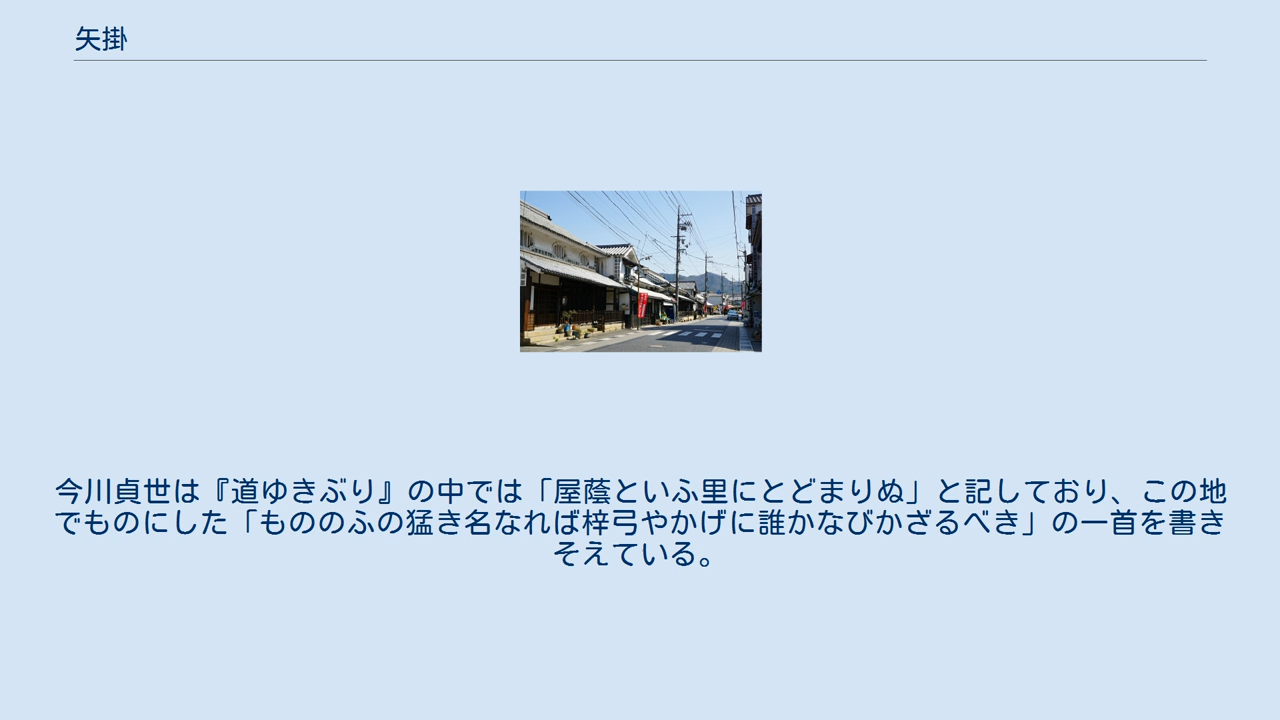 矢掛
今川貞世は『道ゆきぶり』の中では「屋蔭といふ里にとどまりぬ」と記しており、この地
でものにした「もののふの猛き名なれば梓弓やかげに誰かなびかざるべき」の一首を書き
そえている。